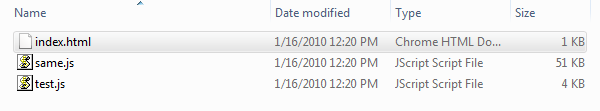 Name Date modified Type Size
index.html 1/16/2010 12:20 PM Chrome HTML Do... 1 KB
same.js 1/16/2010 12:20 PM JScript Script File 51 KB
test.js 1/16/2010 12:20 PM JScript Script File 4 KB